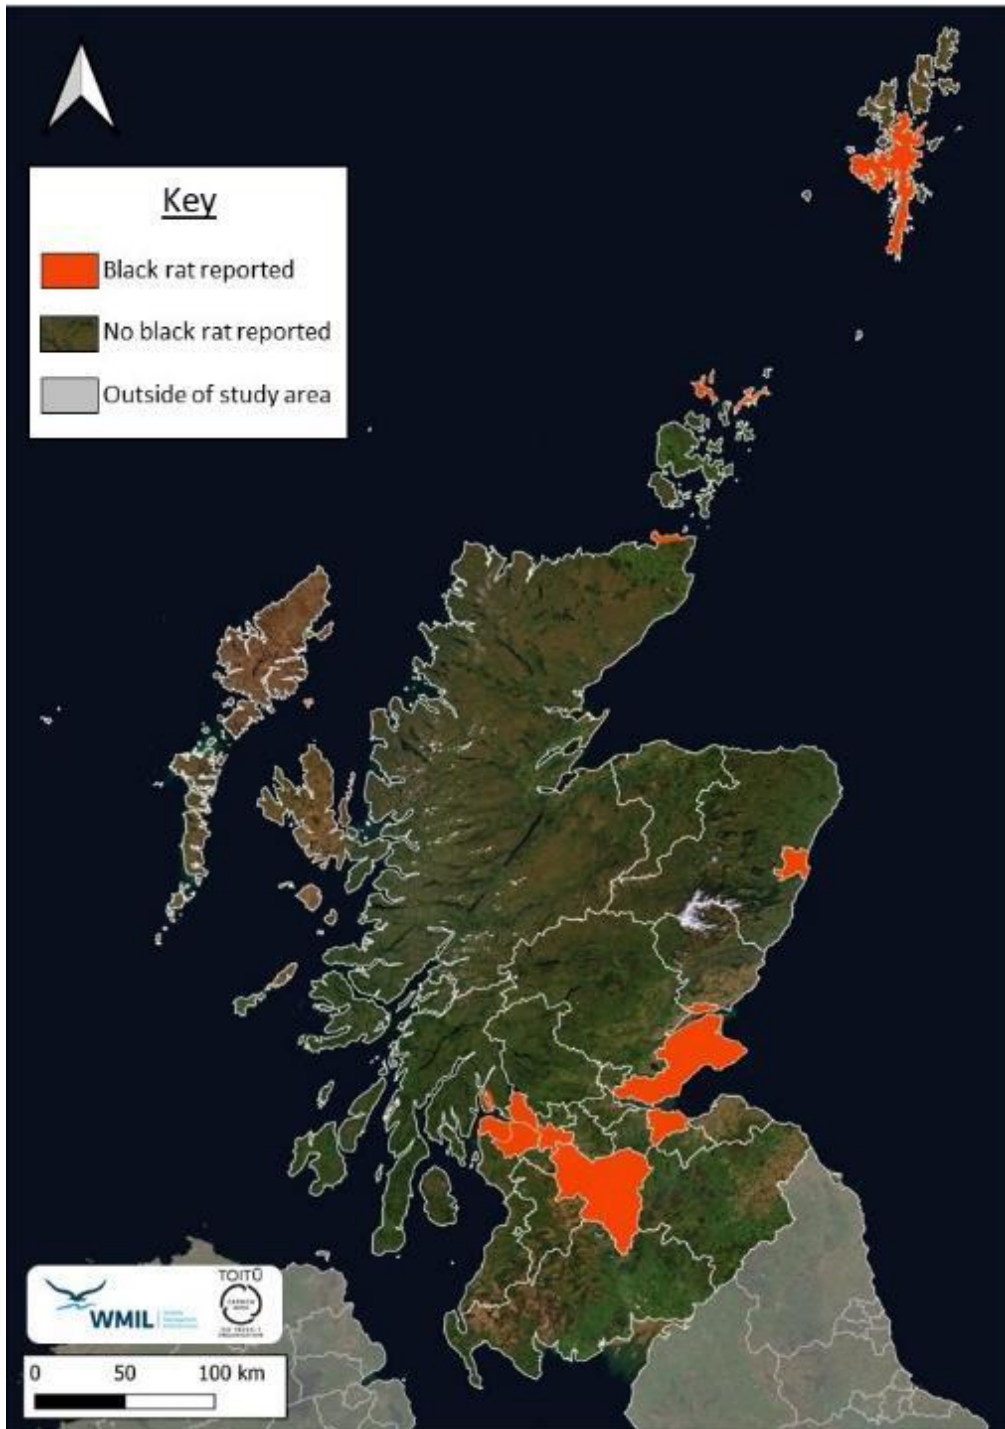 Key
Black rat reported
No black rat reported
Outside of study area
WMIL
TOITŪ
0 50 100 km